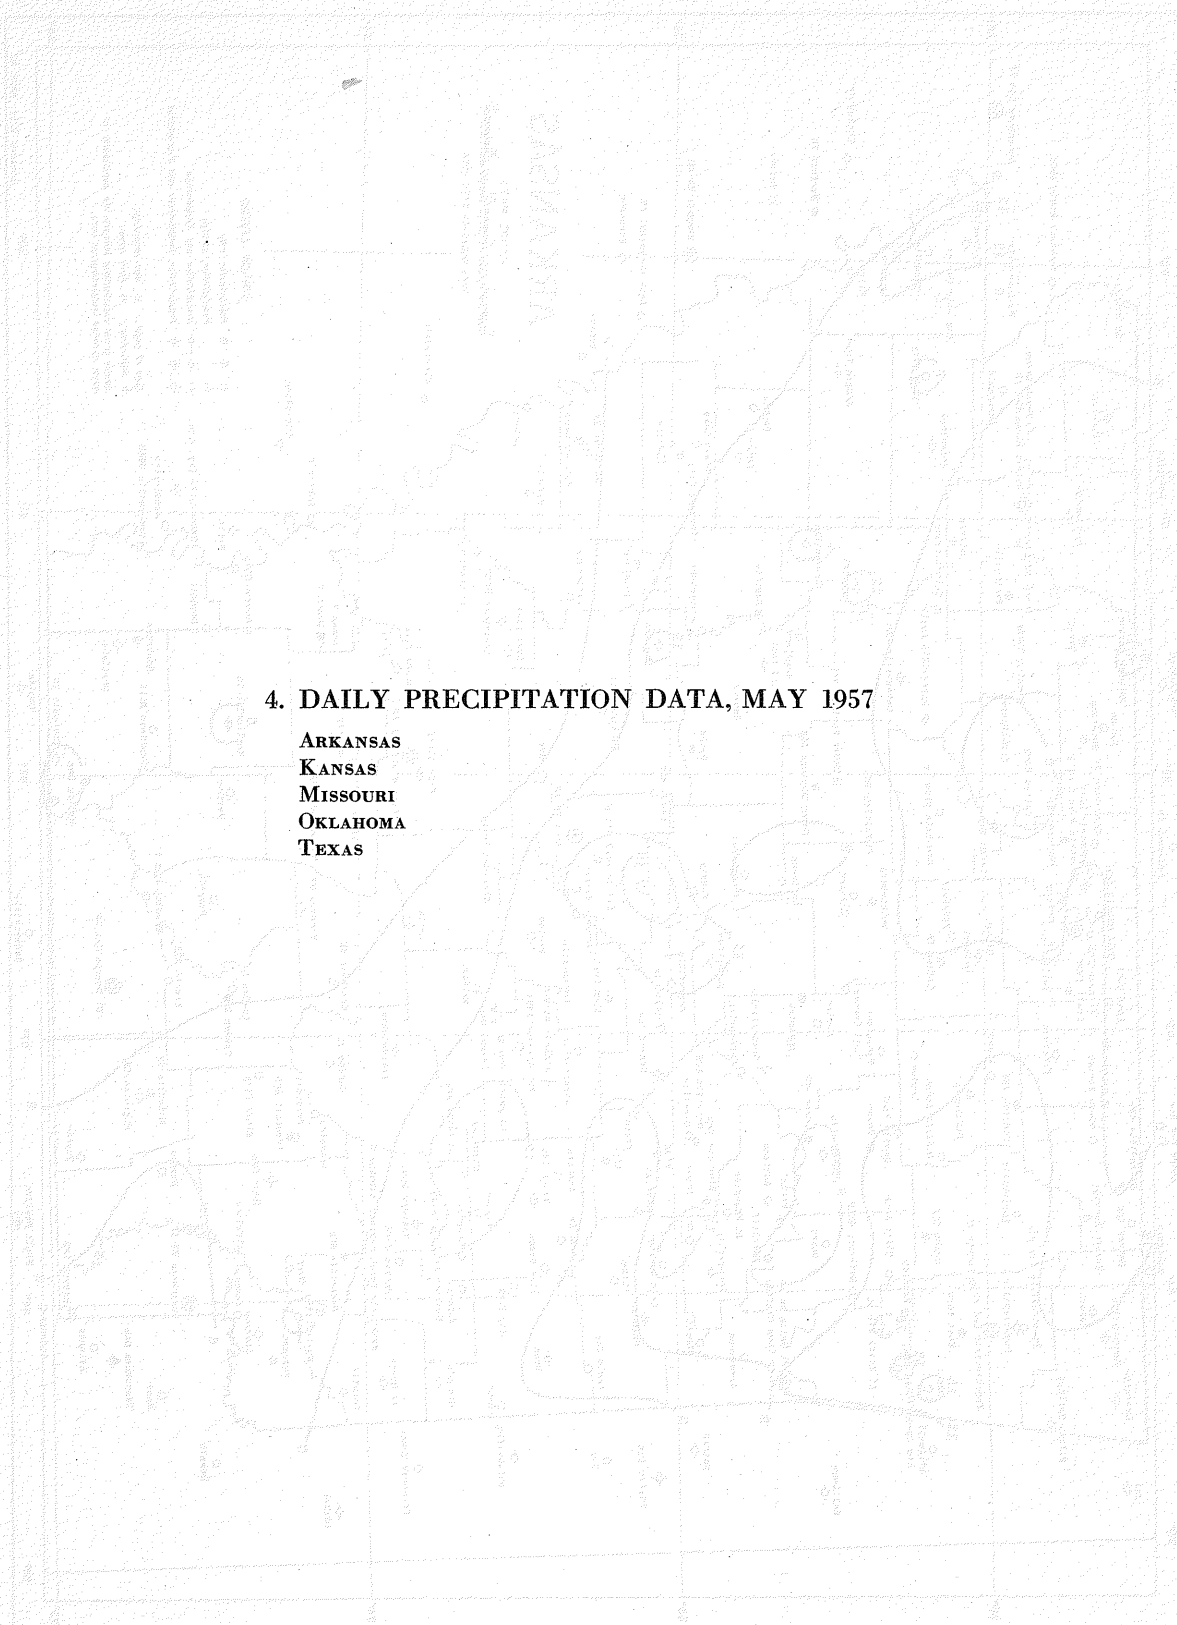 4. DAILY PRECIPITATION DATA, MAY 1957
ARKANSAS
KANSAS
MISSOURI
OKLAHOMA
TEXAS